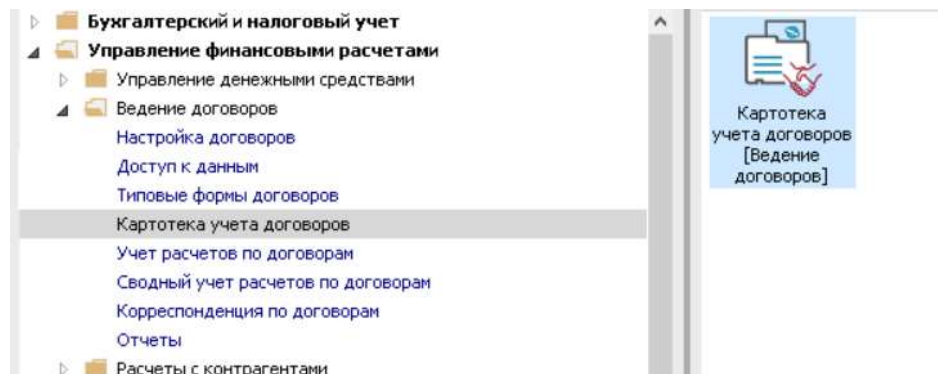 Бухгалтерский и налоговый учет
Управление финансовыми расчетами
Управление денежными средствами
Ведение договоров
Настройка договоров
Доступ к данным
Типовые формы договоров
Картотека учета договоров
Учет расчетов по договорам
Сводный учет расчетов по договорам
Корреспонденция по договорам
Отчеты
Расчеты с контрагентами
Картотека
учета договоров
[Ведение
договоров]